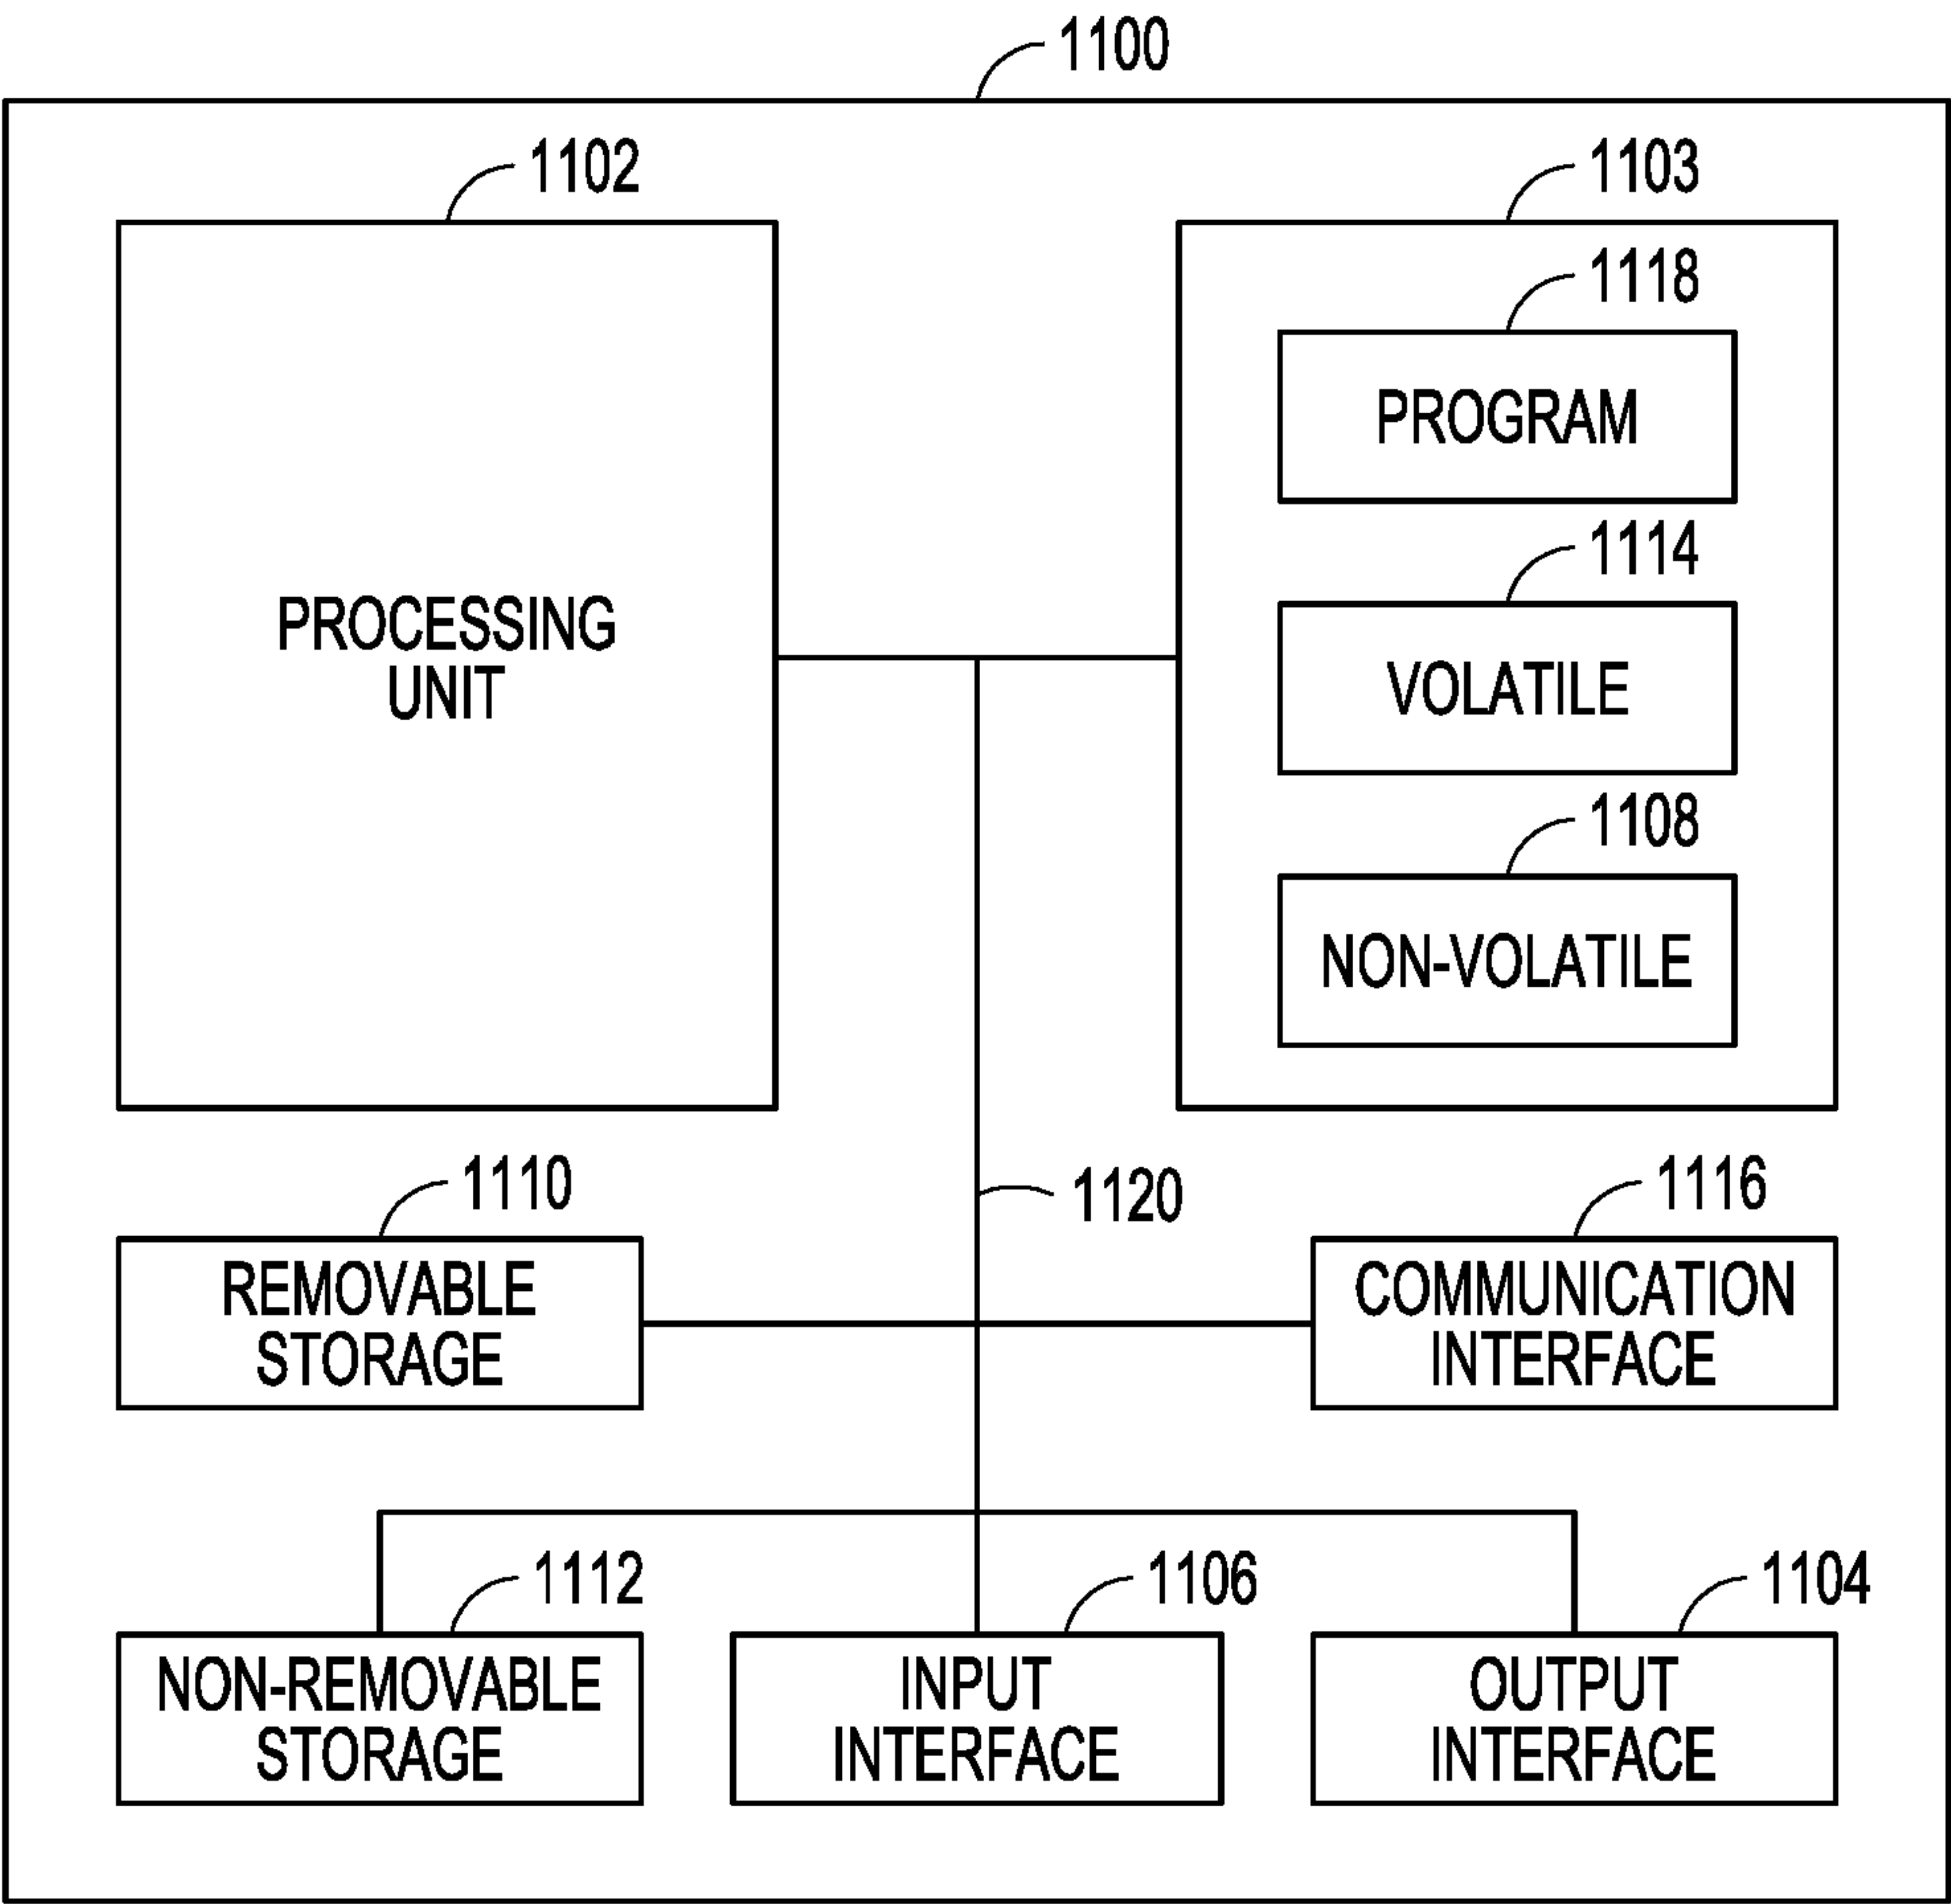 1100
1102
1103
1118
PROGRAM
1114
PROCESSING
UNIT
VOLATILE
1108
NON-VOLATILE
1110
1120
1116
REMOVABLE
STORAGE
COMMUNICATION
INTERFACE
1112
1106
1104
NON-REMOVABLE
STORAGE
INPUT
INTERFACE
OUTPUT
INTERFACE